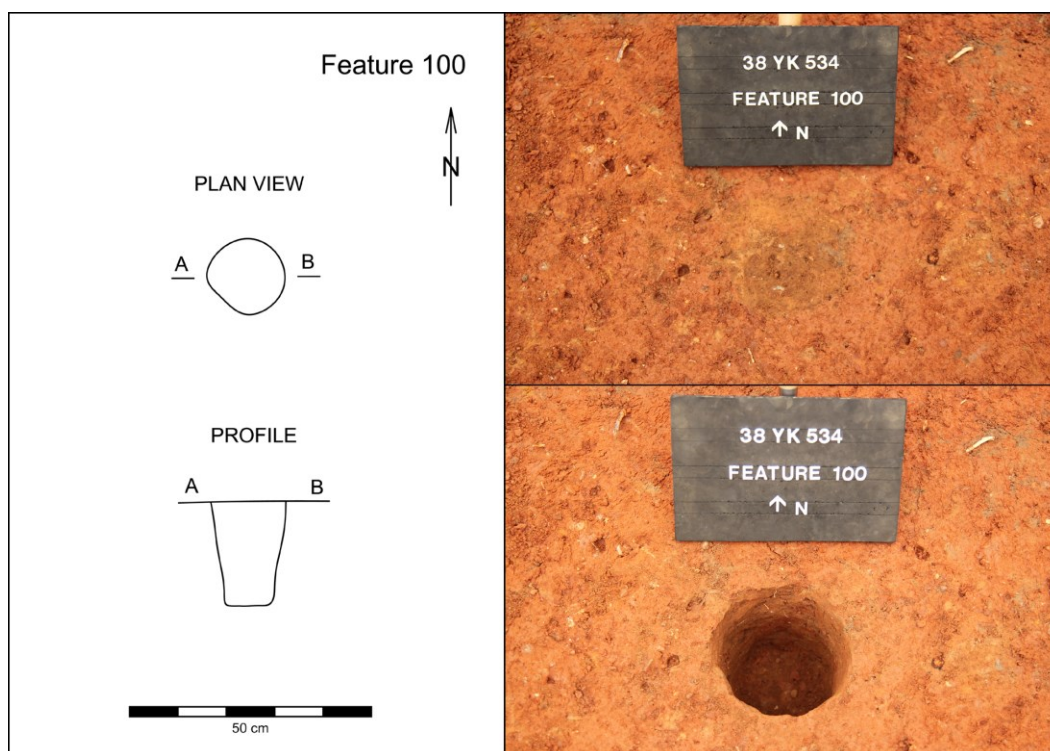 Feature 100
N
PLAN VIEW
A B
PROFILE
A B
50 cm
38 YK 534
FEATURE 100
↑ N
38 YK 534
FEATURE 100
↑ N